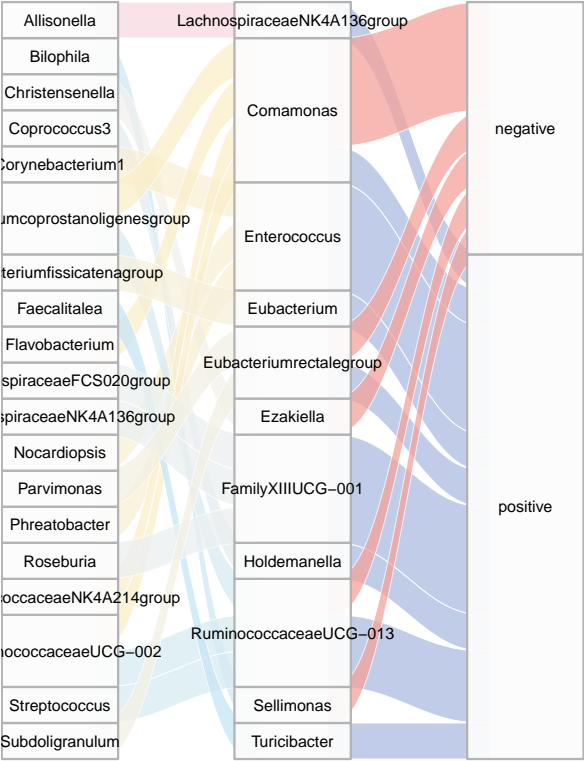 Allisonella
Bilophila
Christensenella
Coprococcus3
Corynebacterium1
umcoprostanoligenesgroup
teriumfissicatenagroup
Faecalitalea
Flavobacterium
spiraceaeFCS020group
spiraceaeNK4A136group
Nocardiopsis
Parvimonas
Phreatobacter
Roseburia
occaceaeNK4A214group
nococcaceaeUCG−002
Streptococcus
Subdoligranulum
LachnospiraceaeNK4A136group
Comamonas
Enterococcus
Eubacterium
Eubacteriumrectalegroup
Ezakiella
FamilyXIIIUCG−001
Holdemanella
RuminococcaceaeUCG−013
Sellimonas
Turicibacter
negative
positive